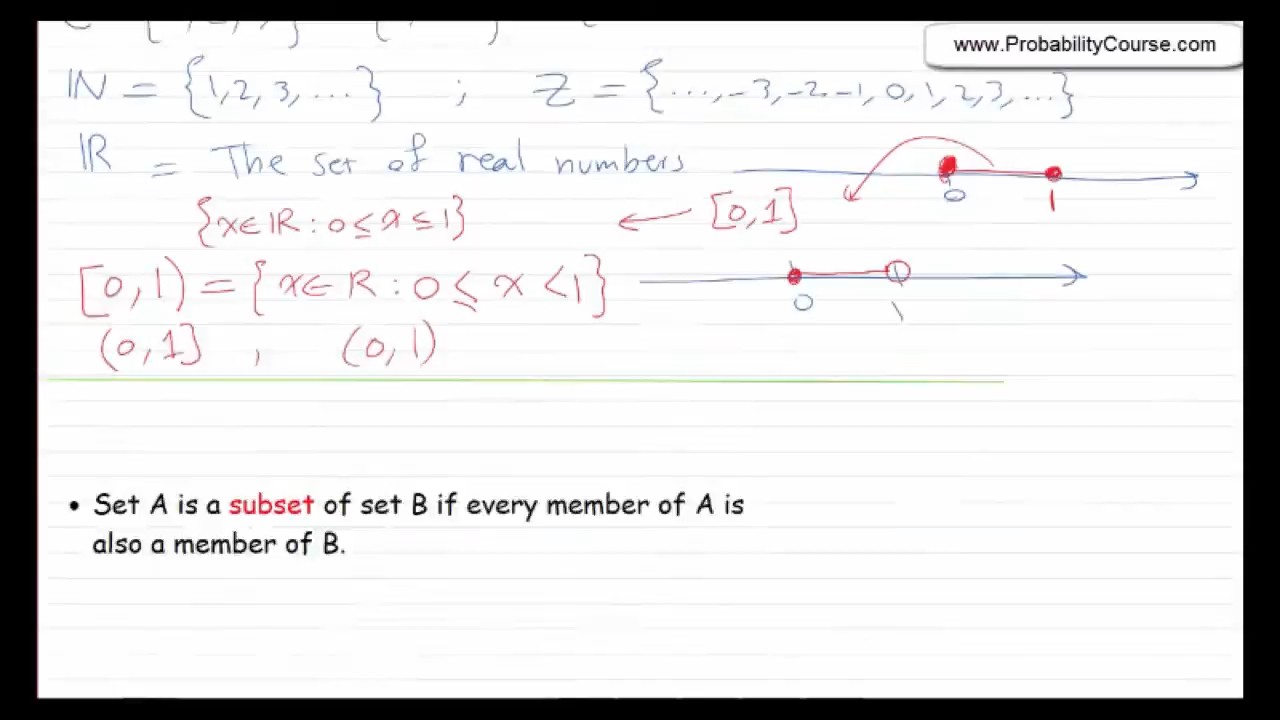 www.ProbabilityCourse.com
ℕ = {1,2,3,...} ; Z = {...,-3,-2,-1,0,1,2,3,...}
ℝ = The set of real numbers
0 1
{x∈ℝ : 0≤x≤1} ← [0,1]
[0,1) = {x∈R : 0≤x<1}
0 1
(0,1] , (0,1)
• Set A is a subset of set B if every member of A is
also a member of B.